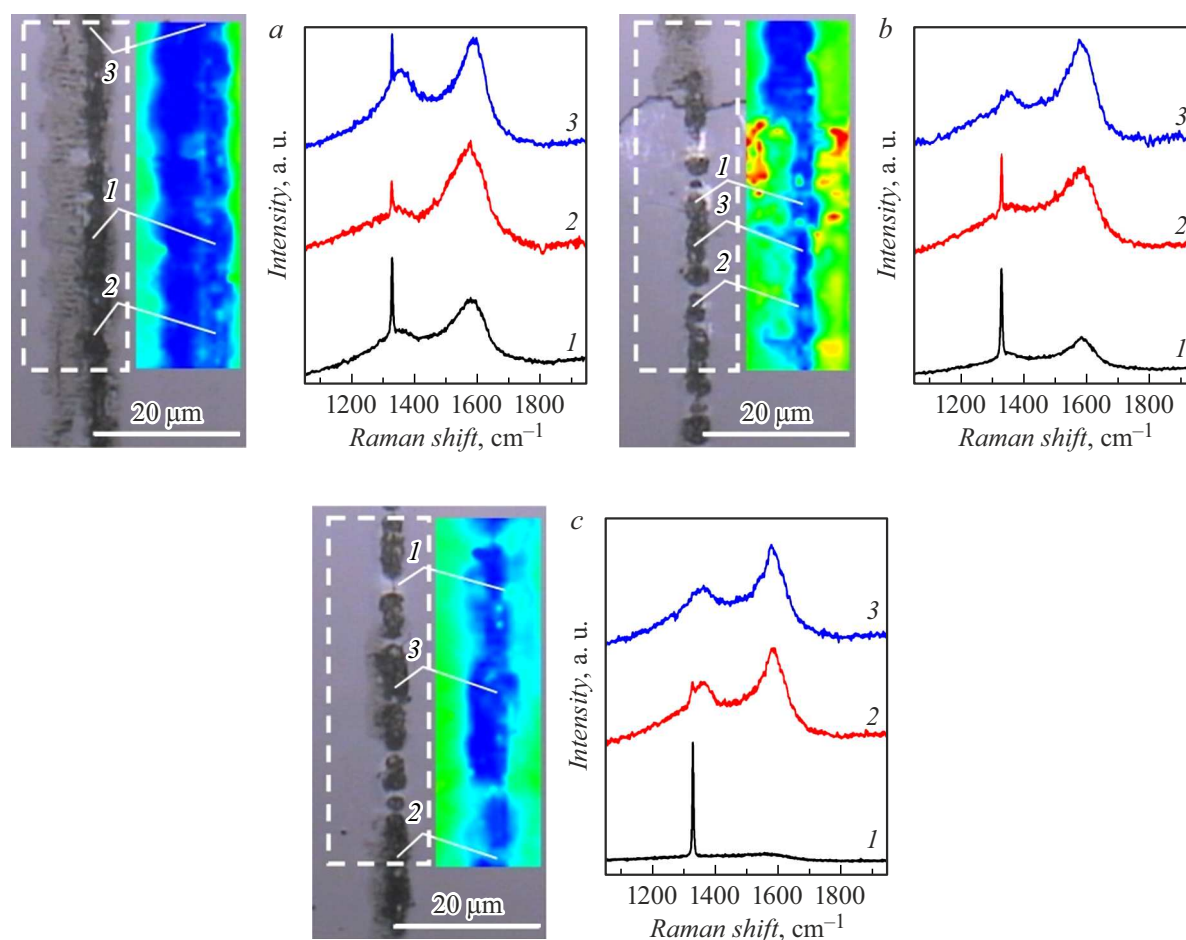 a
3
1
2
20 μm
Intensity, a. u.
3
2
1
1200 1400 1600 1800
Raman shift, cm–1
b
1
3
2
20 μm
Intensity, a. u.
3
2
1
1200 1400 1600 1800
Raman shift, cm–1
c
1
3
2
20 μm
Intensity, a. u.
3
2
1
1200 1400 1600 1800
Raman shift, cm–1